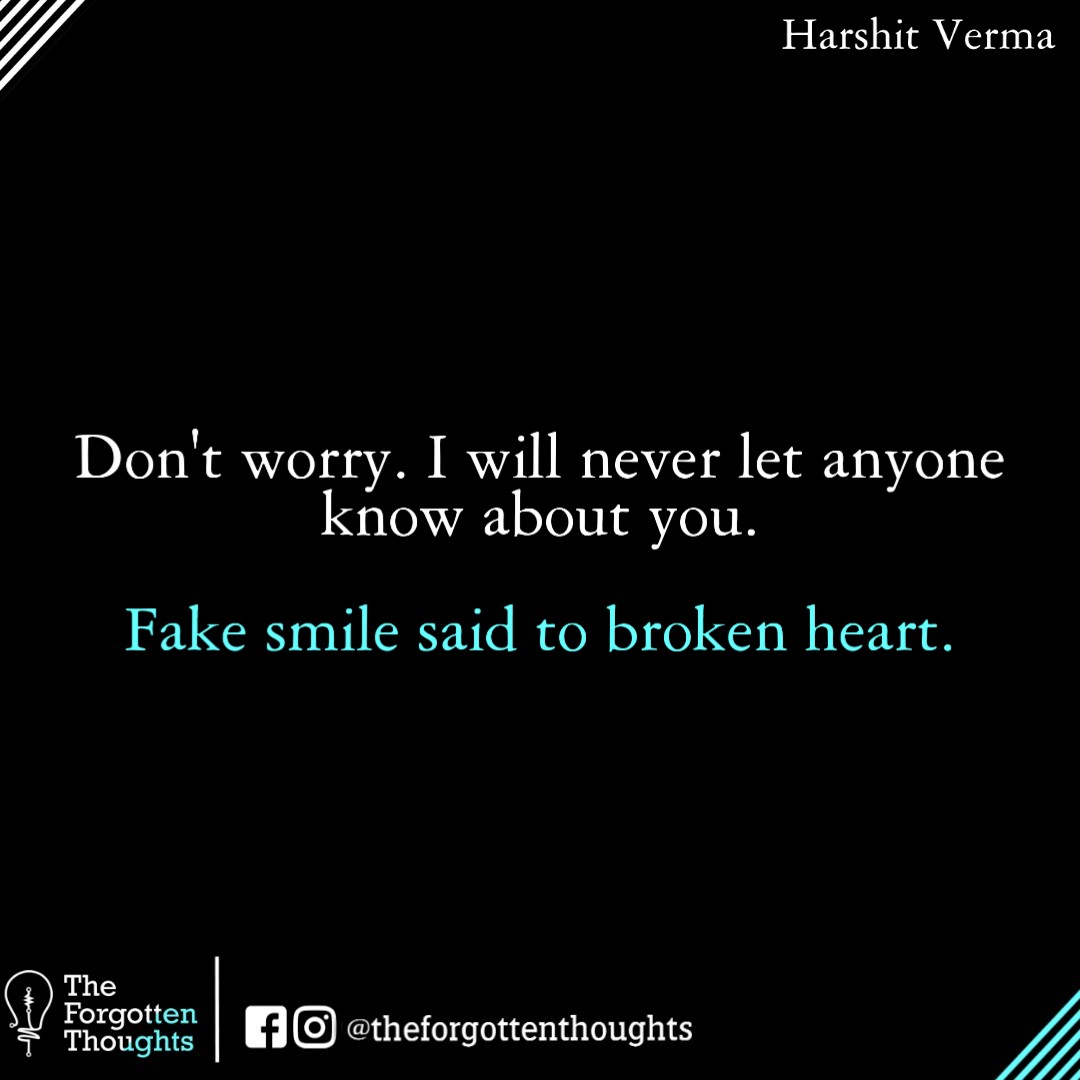 Harshit Verma
Don't worry. I will never let anyone
know about you.
Fake smile said to broken heart.
The
Forgotten
Thoughts
@theforgottenthoughts